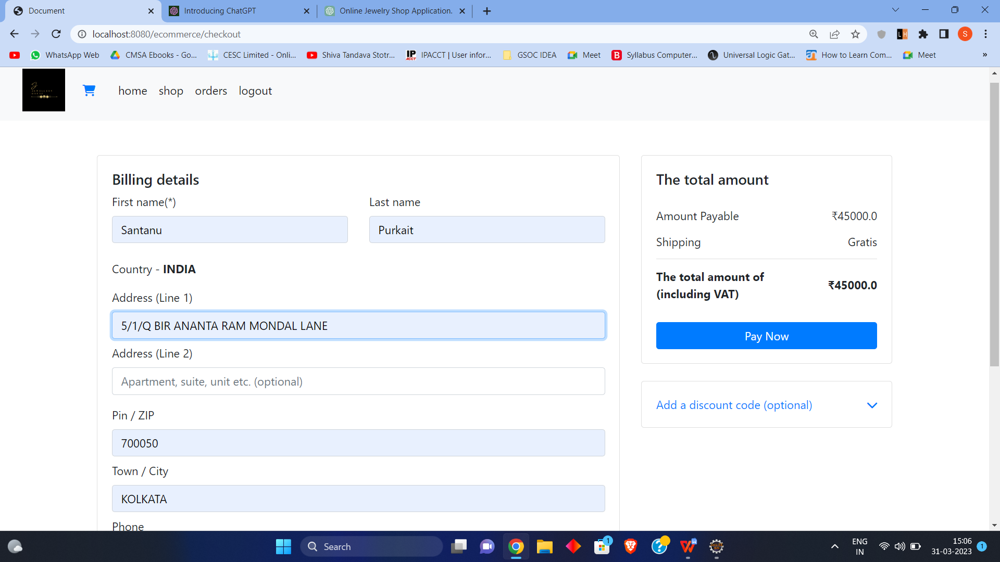 Document
Introducing ChatGPT
Online Jewelry Shop Application.
localhost:8080/ecommerce/checkout
LH
S
WhatsApp Web
CMSA Ebooks - Go...
CESC Limited - Onli...
Shiva Tandava Stotr...
IP
ACCT
IPACCT | User infor...
GSOC IDEA
Meet
B
Syllabus Computer...
Universal Logic Gat...
How to Learn Com...
Meet
»
home
shop
orders
logout
Billing details
First name(*)
Last name
Santanu
Purkait
Country - INDIA
Address (Line 1)
5/1/Q BIR ANANTA RAM MONDAL LANE
Address (Line 2)
Apartment, suite, unit etc. (optional)
Pin / ZIP
700050
Town / City
KOLKATA
Phone
The total amount
Amount Payable
₹45000.0
Shipping
Gratis
The total amount of
(including VAT)
₹45000.0
Pay Now
Add a discount code (optional)
Search
1
ENG
IN
15:06
31-03-2023
1